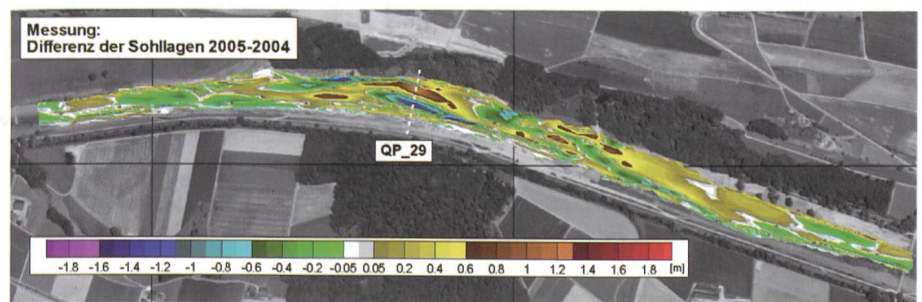 Messung:
Differenz der Sohllagen 2005-2004
QP_29
-1.8 -1.6 -1.4 -1.2 -1 -0.8 -0.6 -0.4 -0.2 -0.05 0.05 0.2 0.4 0.6 0.8 1 1.2 1.4 1.6 1.8 [m]